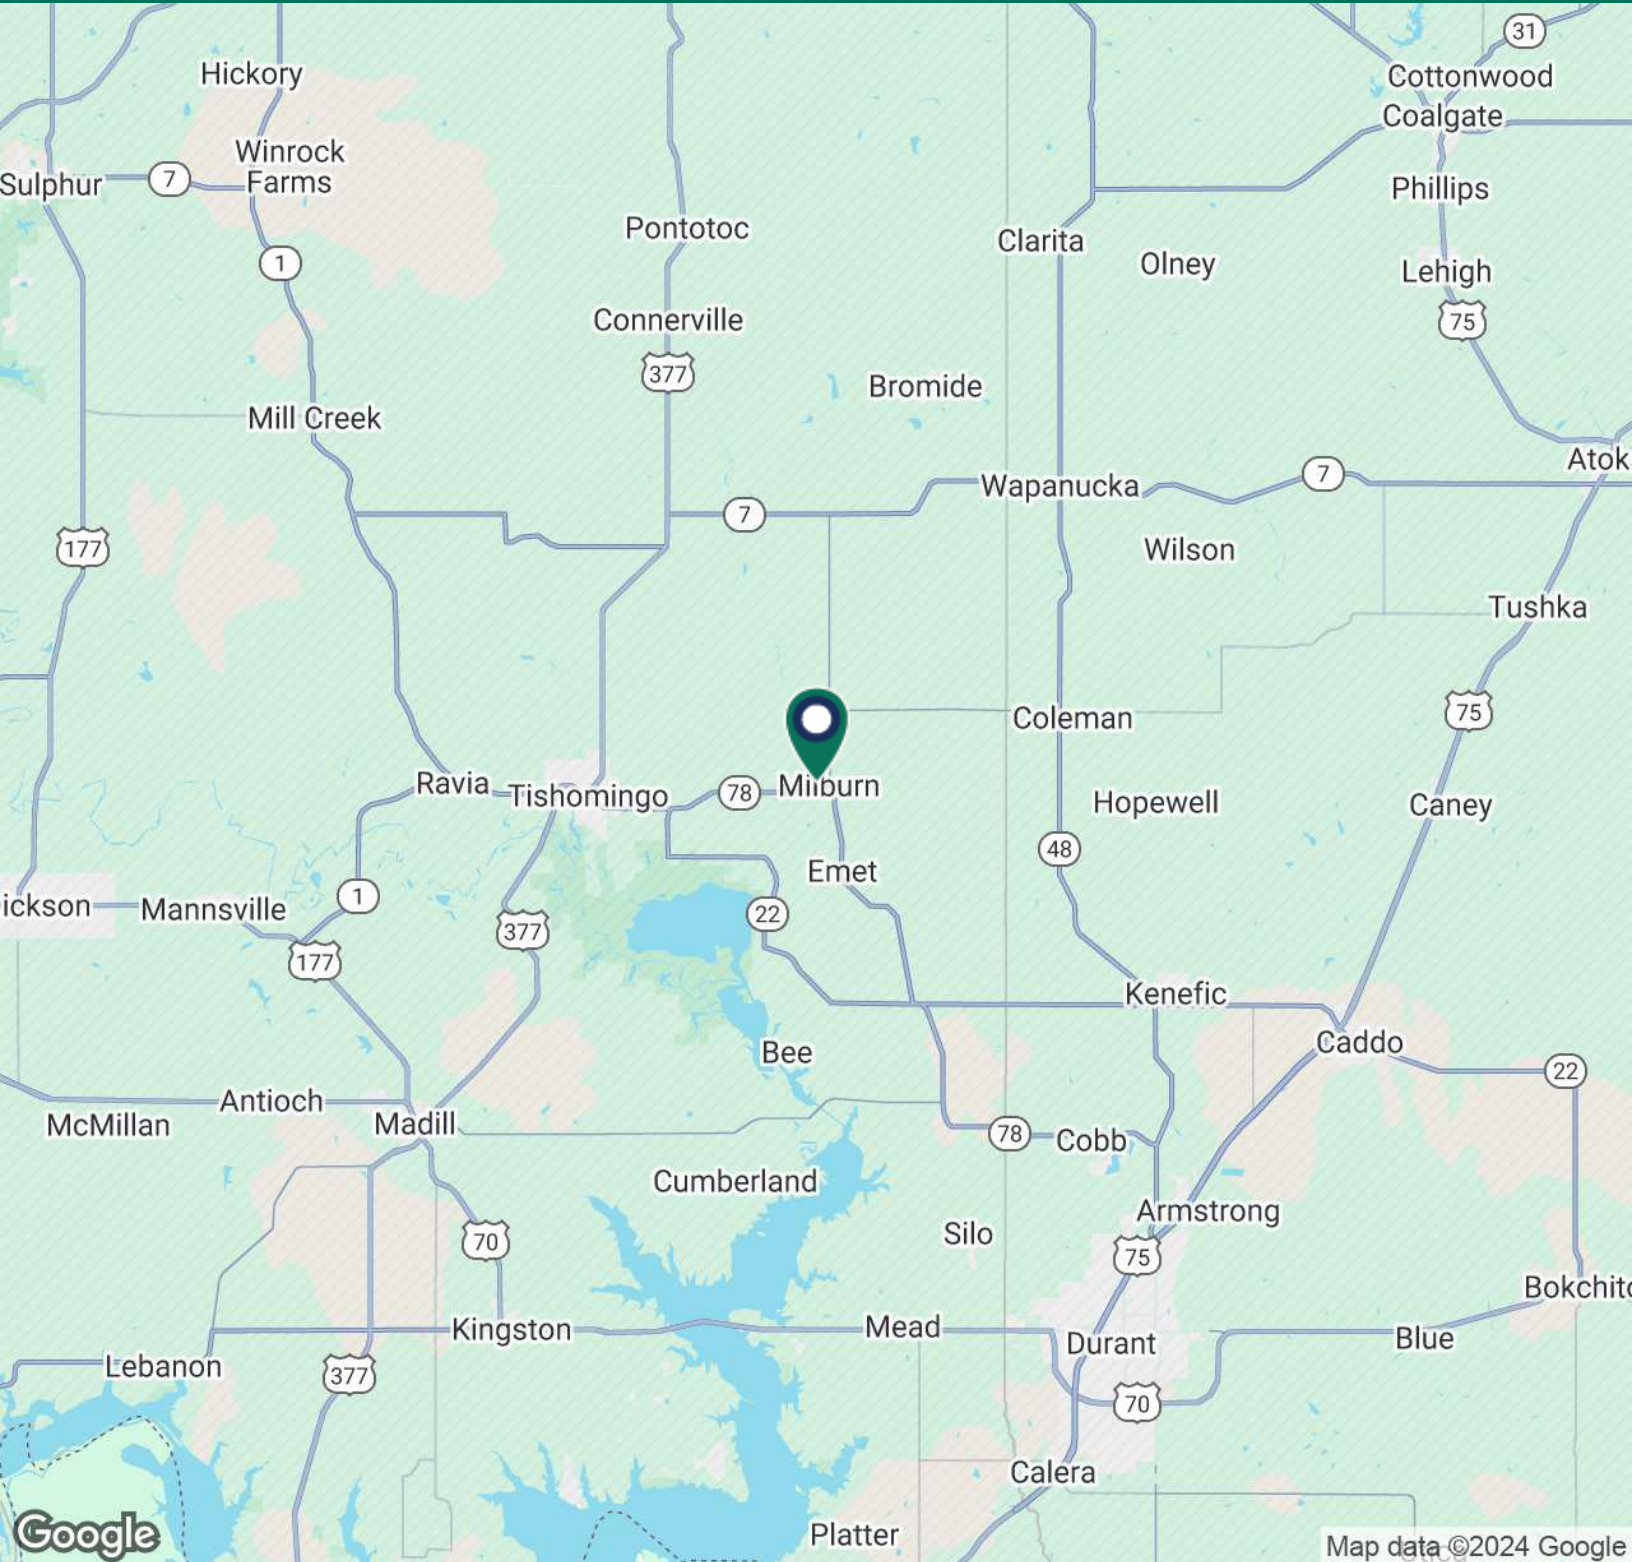 31
Hickory
Cottonwood
Coalgate
Winrock
Farms
Sulphur
7
Phillips
Pontotoc
Clarita
Olney
1
Lehigh
Connerville
75
377
Bromide
Mill Creek
Atok
7
Wapanucka
7
177
Wilson
Tushka
75
Coleman
Ravia
Tishomingo
78
Milburn
Hopewell
Caney
48
Emet
1
ickson
Mannsville
22
377
177
Kenefic
Caddo
Bee
22
Antioch
McMillan
Madill
78
Cobb
Cumberland
Armstrong
Silo
70
75
Bokchito
Kingston
Mead
Durant
Blue
Lebanon
377
70
Calera
Google
Platter
Map data ©2024 Google